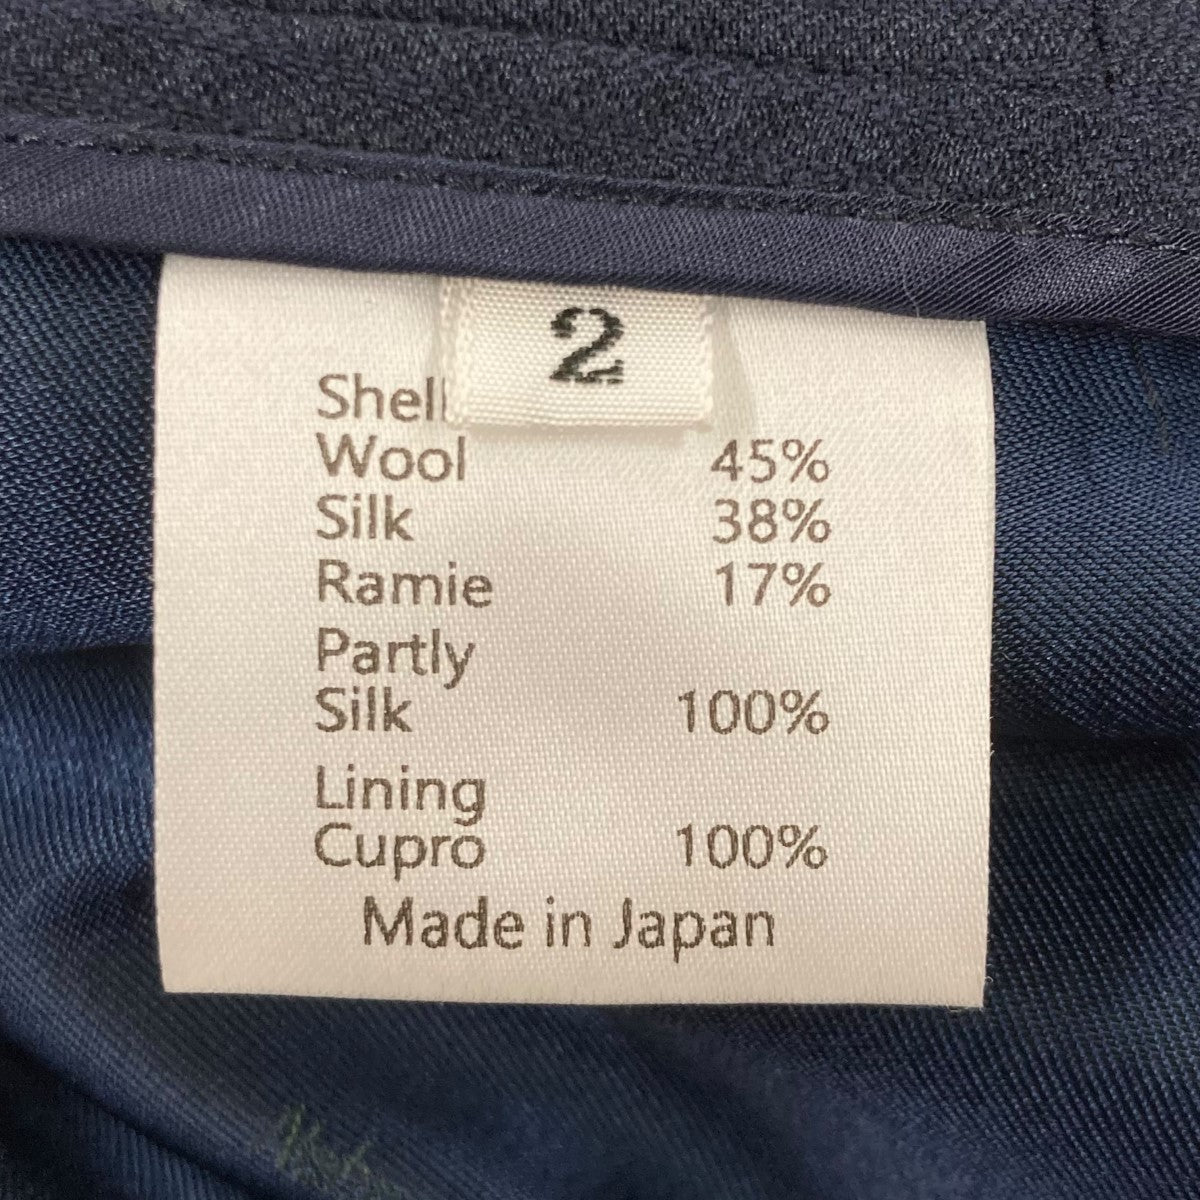 2
Shell
Wool 45%
Silk 38%
Ramie 17%
Partly
Silk 100%
Lining
Cupro 100%
Made in Japan